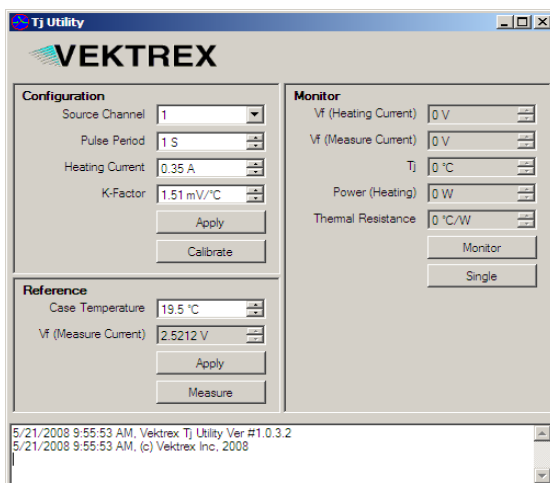 Tj Utility
VEKTREX
Configuration
Source Channel 1
Pulse Period 1 S
Heating Current 0.35 A
K-Factor 1.51 mV/°C
Apply
Calibrate
Reference
Case Temperature 19.5 °C
Vf (Measure Current) 2.5212 V
Apply
Measure
Monitor
Vf (Heating Current) 0 V
Vf (Measure Current) 0 V
Tj 0 °C
Power (Heating) 0 W
Thermal Resistance 0 °C/W
Monitor
Single
5/21/2008 9:55:53 AM, Vektrex Tj Utility Ver #1.0.3.2
5/21/2008 9:55:53 AM, (c) Vektrex Inc, 2008